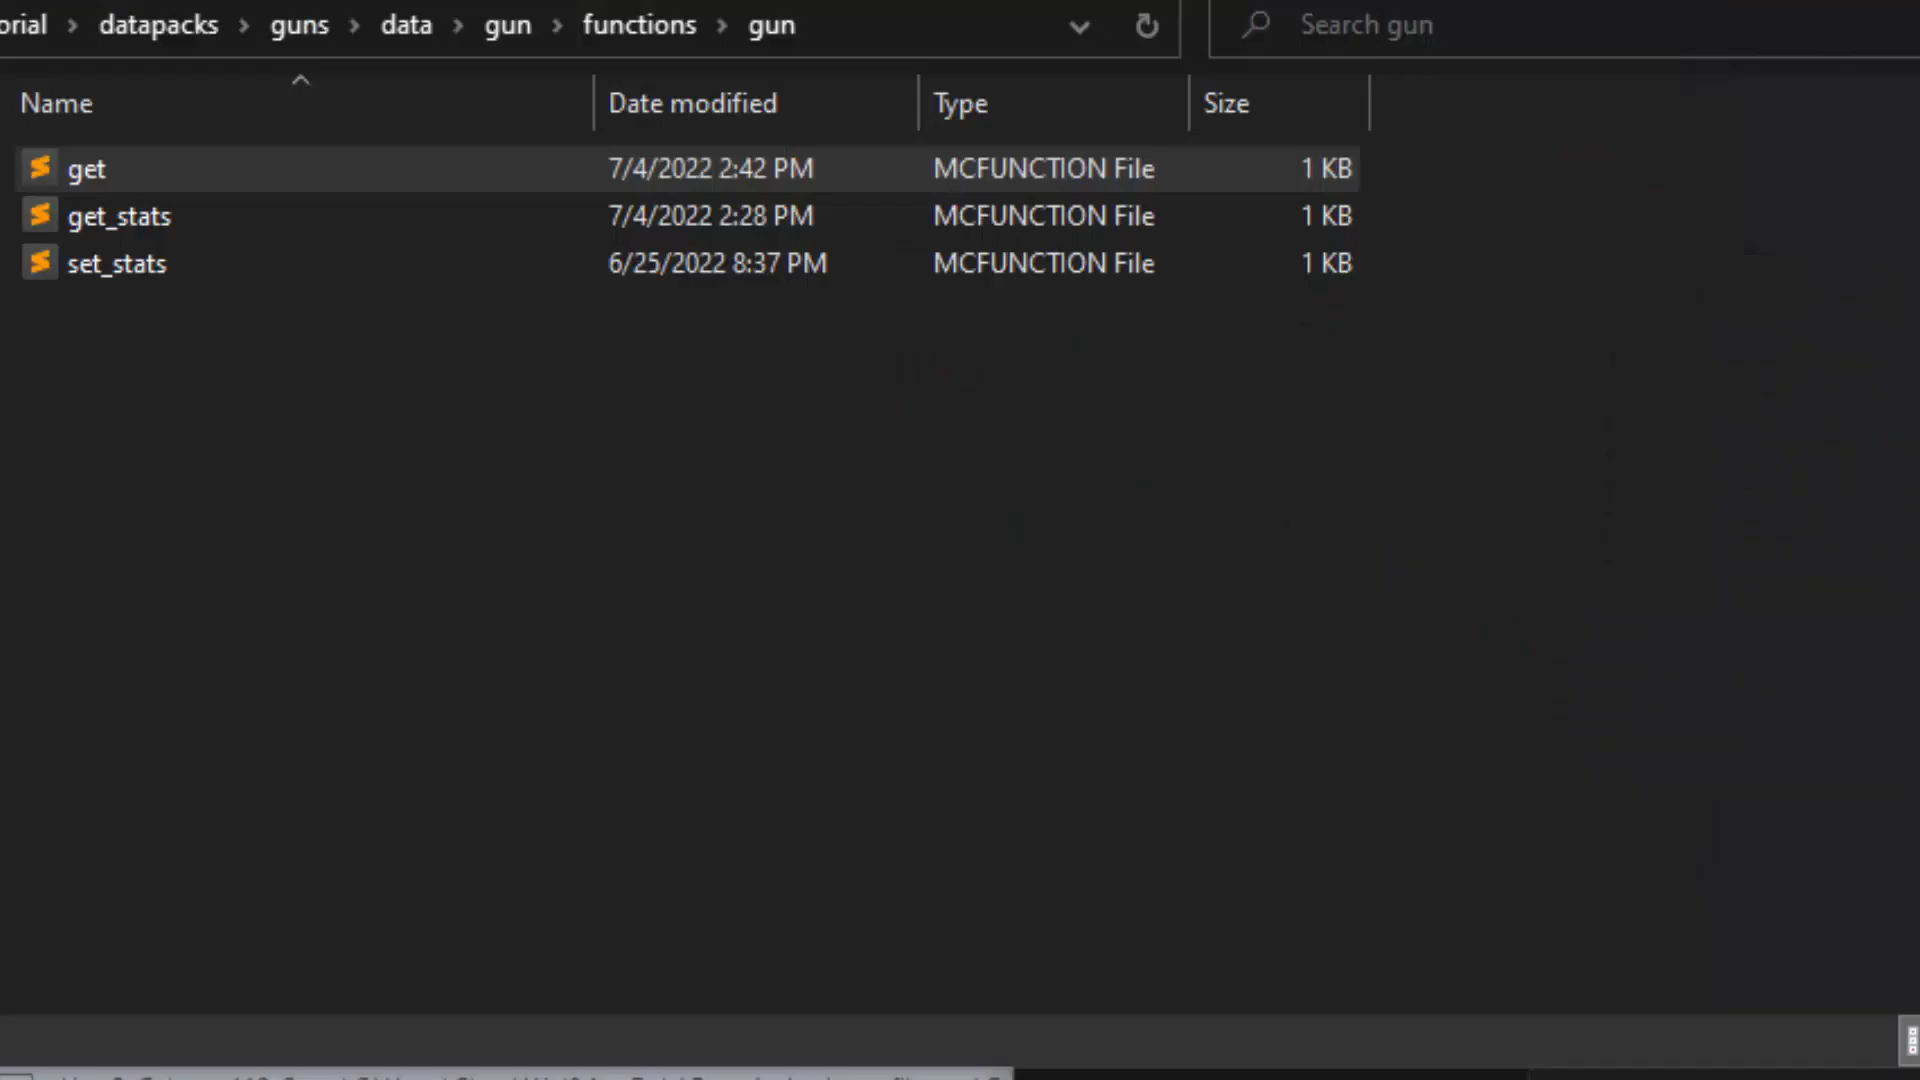 orial > datapacks > guns > data > gun > functions > gun
Search gun
Name Date modified Type Size
get 7/4/2022 2:42 PM MCFUNCTION File 1 KB
get_stats 7/4/2022 2:28 PM MCFUNCTION File 1 KB
set_stats 6/25/2022 8:37 PM MCFUNCTION File 1 KB